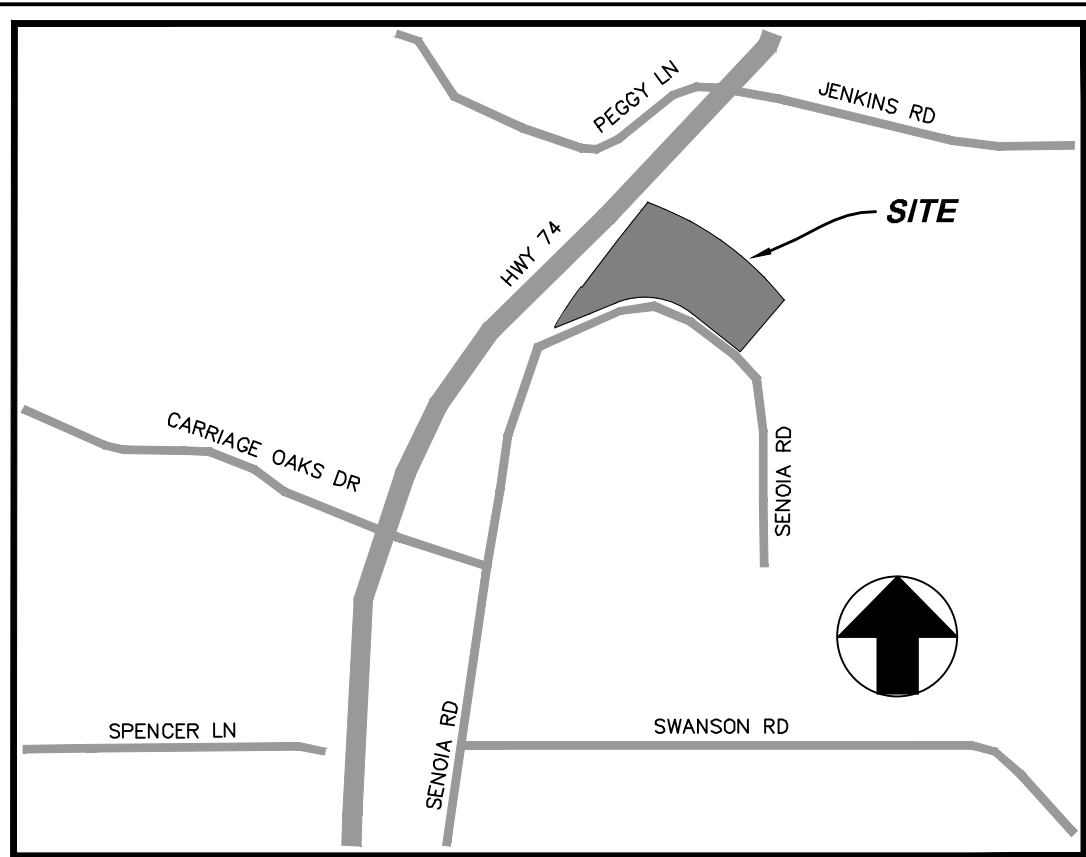 PEGGY LN
JENKINS RD
SITE
HWY 74
CARRIAGE OAKS DR
SENOIA RD
SPENCER LN
SENOIA RD
SWANSON RD